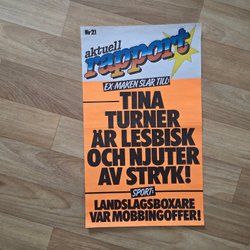 Nr 21
aktuell
rapport
EX-MAKEN SLÅR TILL:
—TINA
TURNER
ÄR LESBISK
OCH NJUTER
AV STRYK!
SPORT:
LANDSLAGSBOXARE
VAR MOBBINGOFFER!